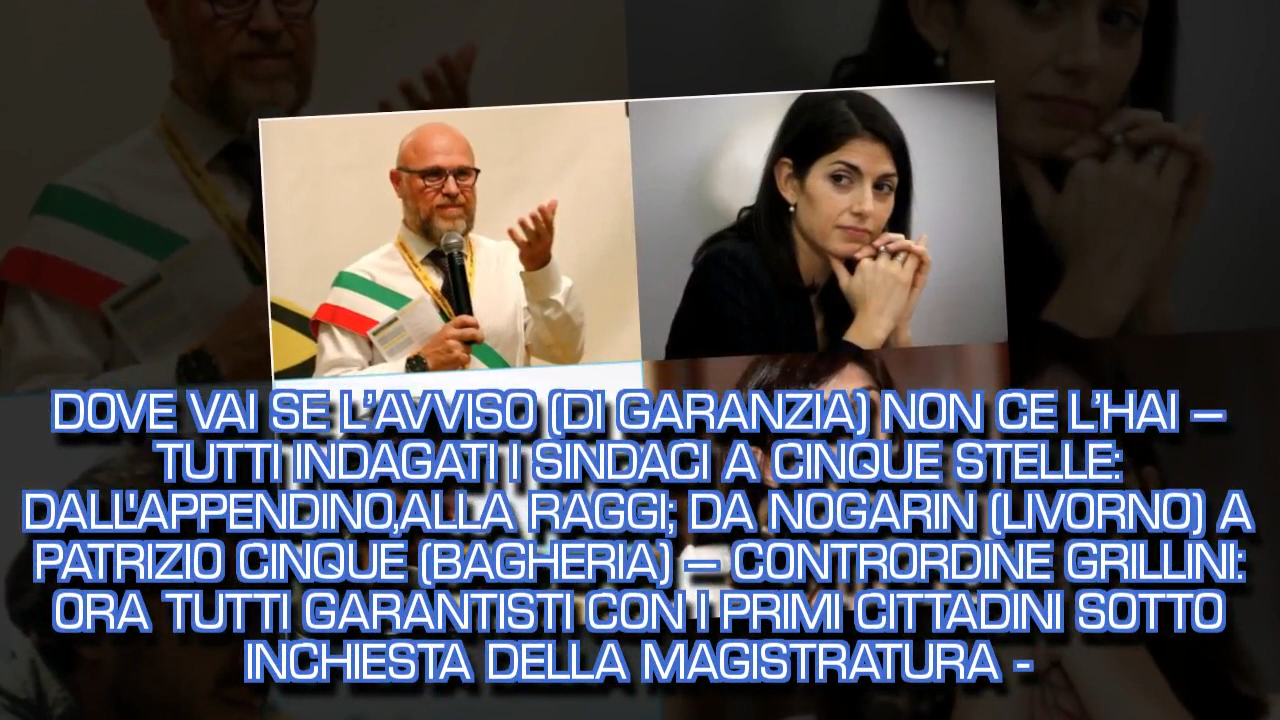 DOVE VAI SE L'AVVISO (DI GARANZIA) NON CE L'HAI –
TUTTI INDAGATI I SINDACI A CINQUE STELLE:
DALL'APPENDINO,ALLA RAGGI; DA NOGARIN (LIVORNO) A
PATRIZIO CINQUE (BAGHERIA) – CONTRORDINE GRILLINI:
ORA TUTTI GARANTISTI CON I PRIMI CITTADINI SOTTO
INCHIESTA DELLA MAGISTRATURA -